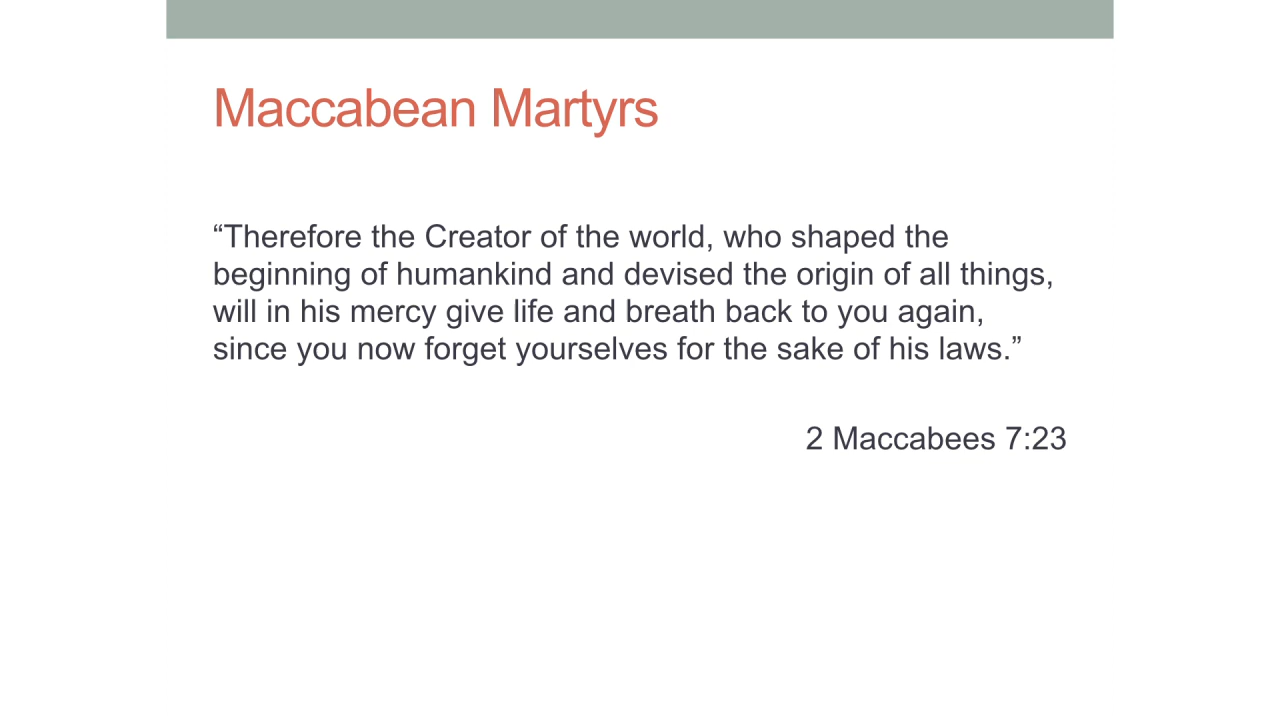 Maccabean Martyrs
“Therefore the Creator of the world, who shaped the
beginning of humankind and devised the origin of all things,
will in his mercy give life and breath back to you again,
since you now forget yourselves for the sake of his laws.”
2 Maccabees 7:23